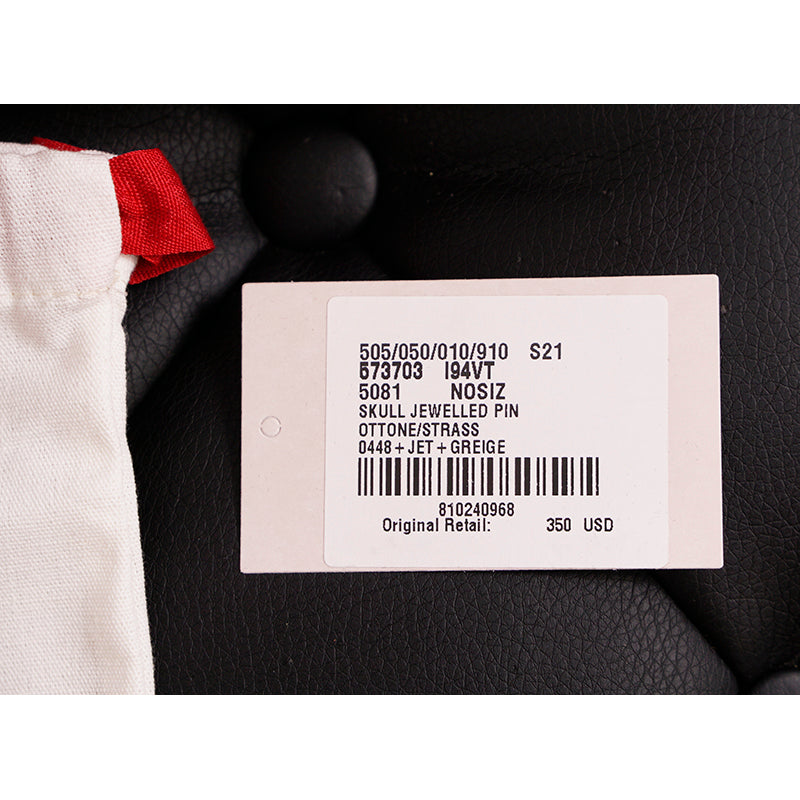 505/050/010/910 S21
573703 I94VT
5081 NOSIZ
SKULL JEWELLED PIN
OTTONE/STRASS
0448+JET+GREIGE
810240968
Original Retail: 350 USD